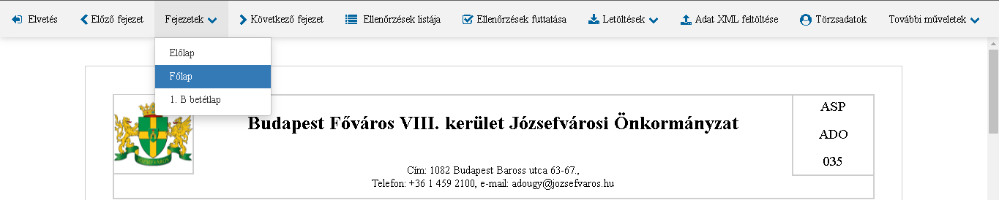 Elvetés Előző fejezet Fejezetek Következő fejezet Ellenőrzések listája Ellenőrzések futtatása Letöltések Adat XML feltöltése Törzsadatok További műveletek
Előlap
Főlap
1. B betétlap
JÓZSEFVÁROS
Budapest Főváros VIII. kerület Józsefvárosi Önkormányzat
Cím: 1082 Budapest Baross utca 63-67.,
Telefon: +36 1 459 2100, e-mail: adougy@jozsefvaros.hu
ASP
ADO
035